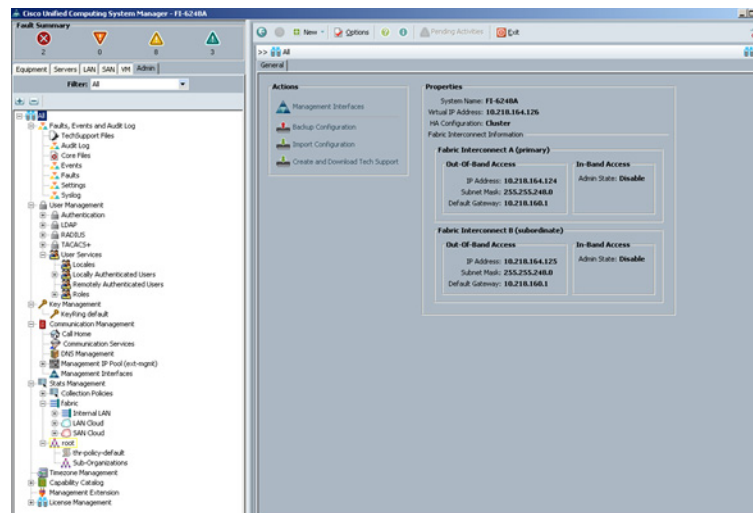 Cisco Unified Computing System Manager - FI-6248A
Fault Summary
2 0 8 3
Equipment Servers LAN SAN VM Admin
Filter: All
All
Faults, Events and Audit Log
TechSupport Files
Audit Log
Core Files
Events
Faults
Settings
Syslog
User Management
Authentication
LDAP
RADIUS
TACACS+
User Services
Locales
Locally Authenticated Users
Remotely Authenticated Users
Roles
Key Management
KeyRing default
Communication Management
Call Home
Communication Services
DNS Management
Management IP Pool (ext-mgmt)
Management Interfaces
Stats Management
Collection Policies
fabric
Internal LAN
LAN Cloud
SAN Cloud
root
thr-policy-default
Sub-Organizations
Timezone Management
Capability Catalog
Management Extension
License Management
New Options Pending Activities Exit
>> All
General
Actions
Management Interfaces
Backup Configuration
Import Configuration
Create and Download Tech Support
Properties
System Name: FI-6248A
Virtual IP Address: 10.218.164.126
HA Configuration: Cluster
Fabric Interconnect Information
Fabric Interconnect A (primary)
Out-Of-Band Access
IP Address: 10.218.164.124
Subnet Mask: 255.255.248.0
Default Gateway: 10.218.160.1
In-Band Access
Admin State: Disable
Fabric Interconnect B (subordinate)
Out-Of-Band Access
IP Address: 10.218.164.125
Subnet Mask: 255.255.248.0
Default Gateway: 10.218.160.1
In-Band Access
Admin State: Disable